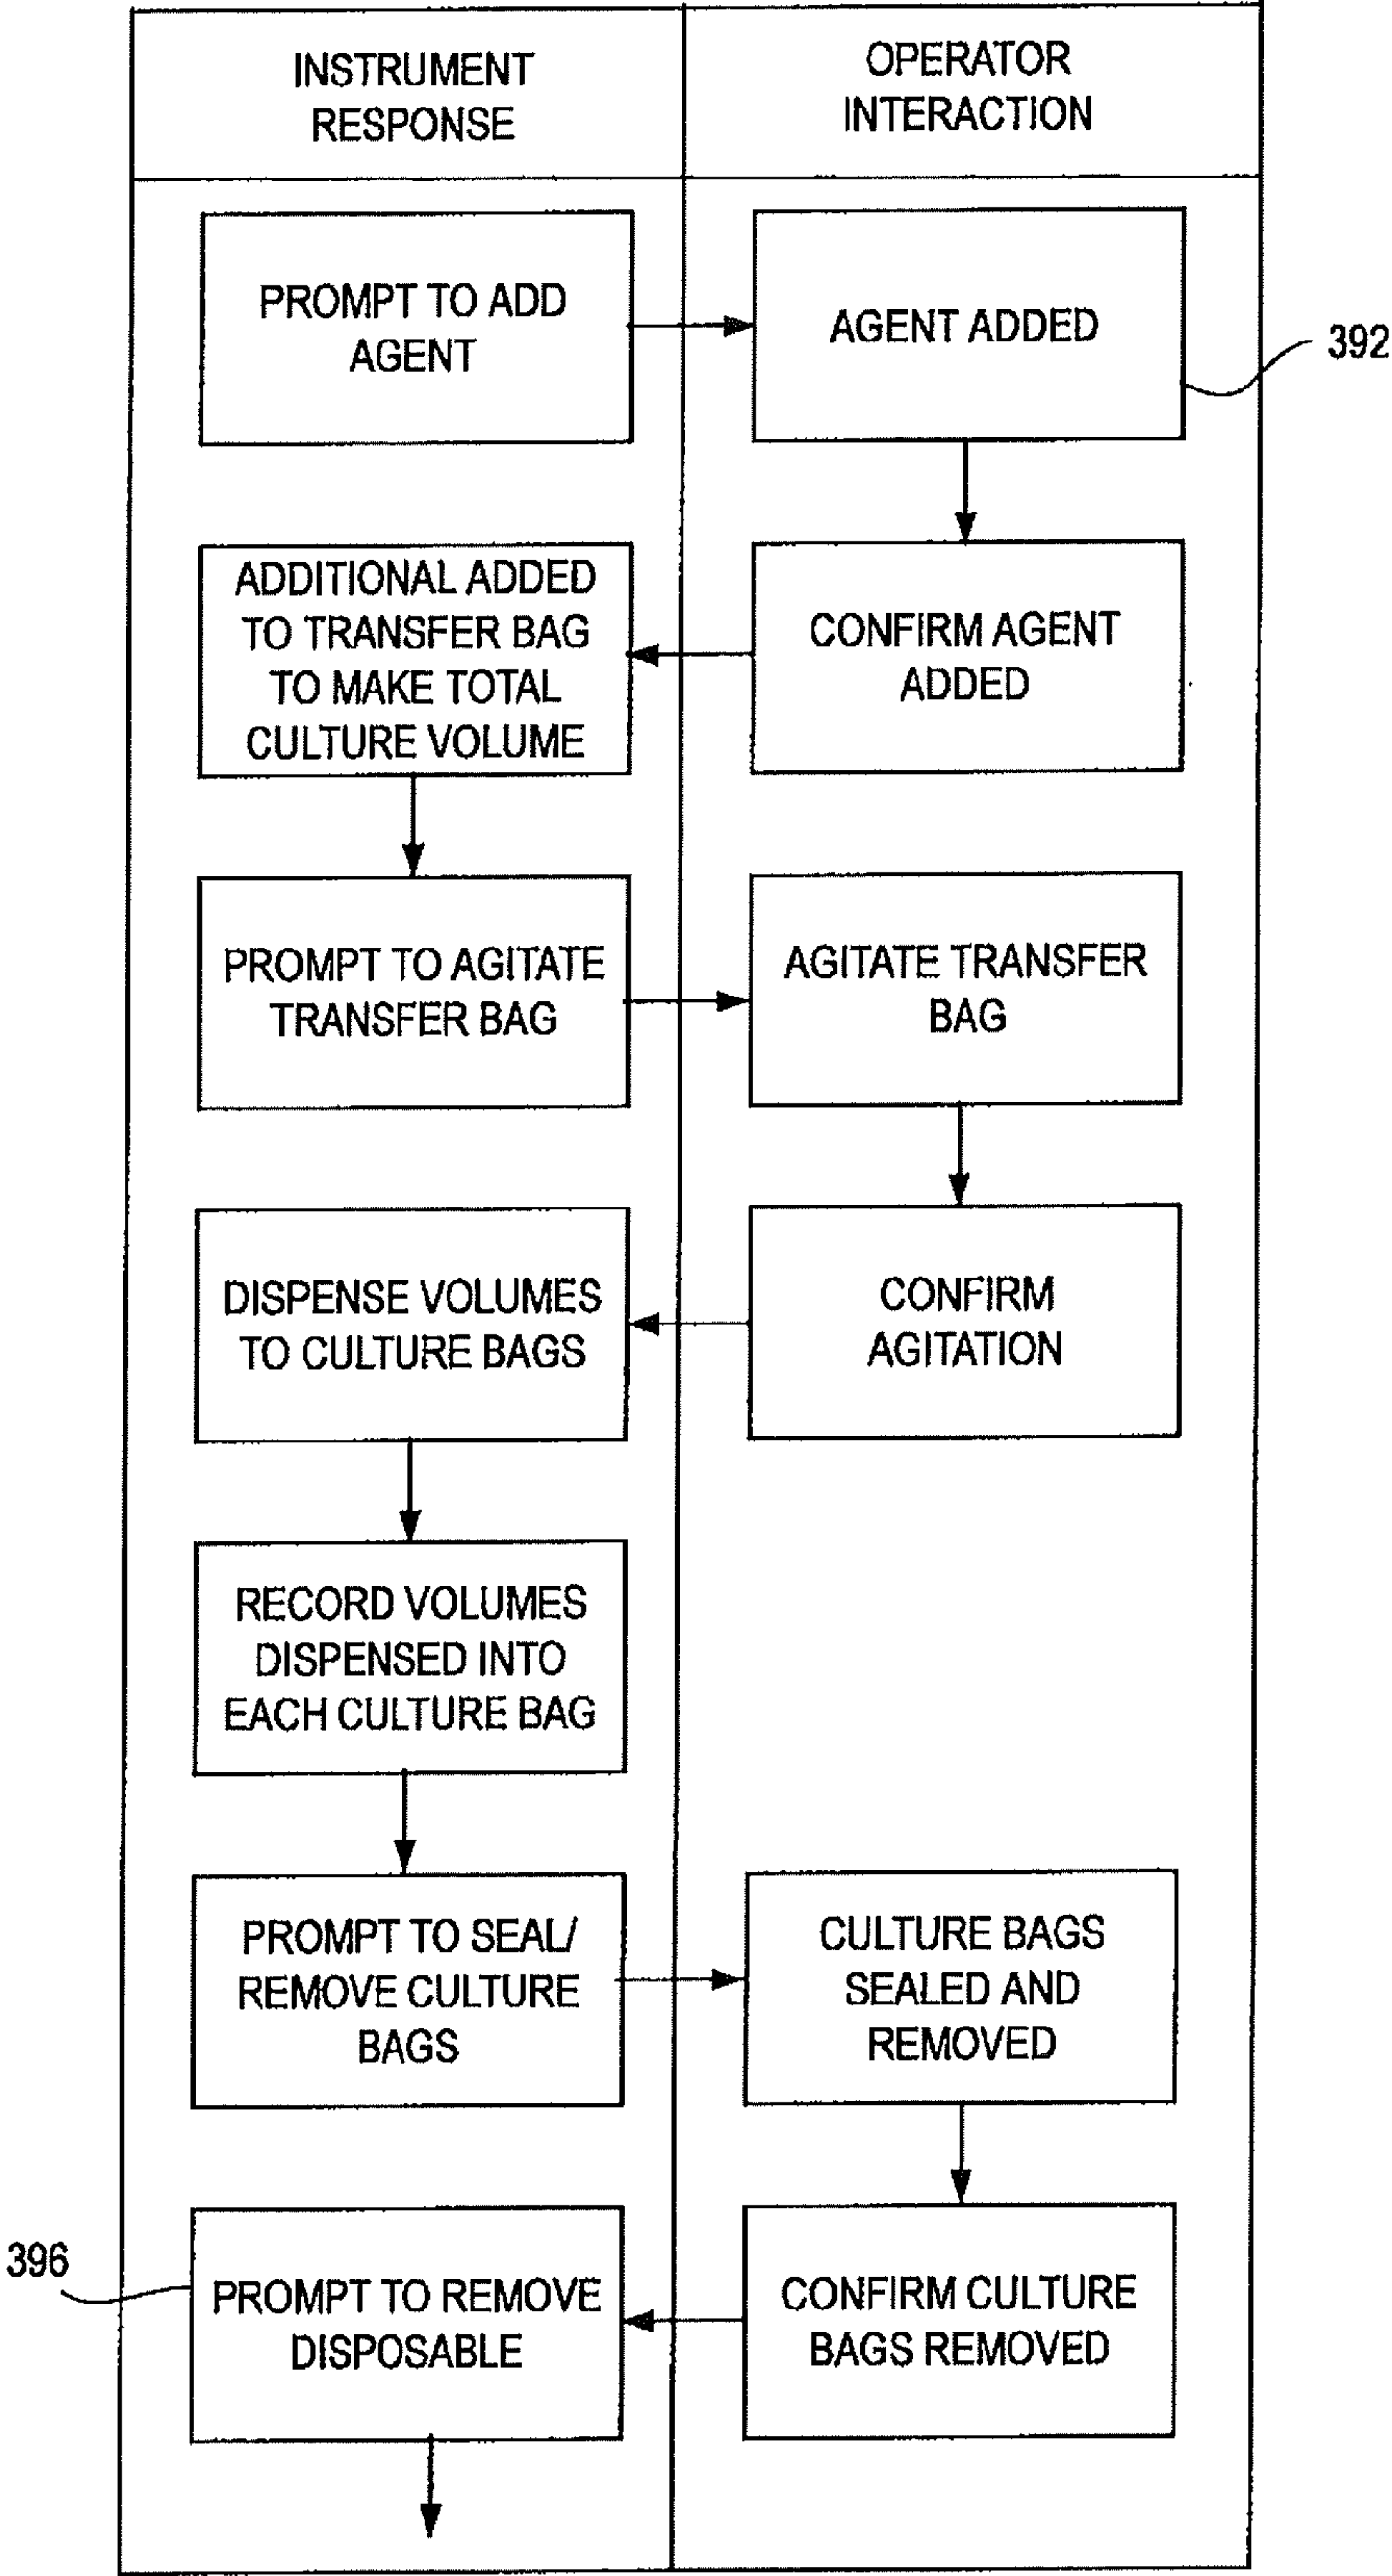 INSTRUMENT
RESPONSE
OPERATOR
INTERACTION
PROMPT TO ADD
AGENT
AGENT ADDED
392
ADDITIONAL ADDED
TO TRANSFER BAG
TO MAKE TOTAL
CULTURE VOLUME
CONFIRM AGENT
ADDED
PROMPT TO AGITATE
TRANSFER BAG
AGITATE TRANSFER
BAG
DISPENSE VOLUMES
TO CULTURE BAGS
CONFIRM
AGITATION
RECORD VOLUMES
DISPENSED INTO
EACH CULTURE BAG
PROMPT TO SEAL/
REMOVE CULTURE
BAGS
CULTURE BAGS
SEALED AND
REMOVED
396
PROMPT TO REMOVE
DISPOSABLE
CONFIRM CULTURE
BAGS REMOVED